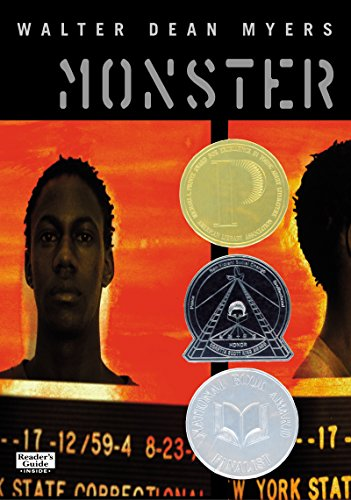 WALTER DEAN MYERS
MONSTER
P
HONOR
NATIONAL BOOK AWARD
FINALIST
--17 -12/59-4 8-23-
--17-
K STATE CORRECTIONAL
W YORK STAT
Reader's
Guide
INSIDE